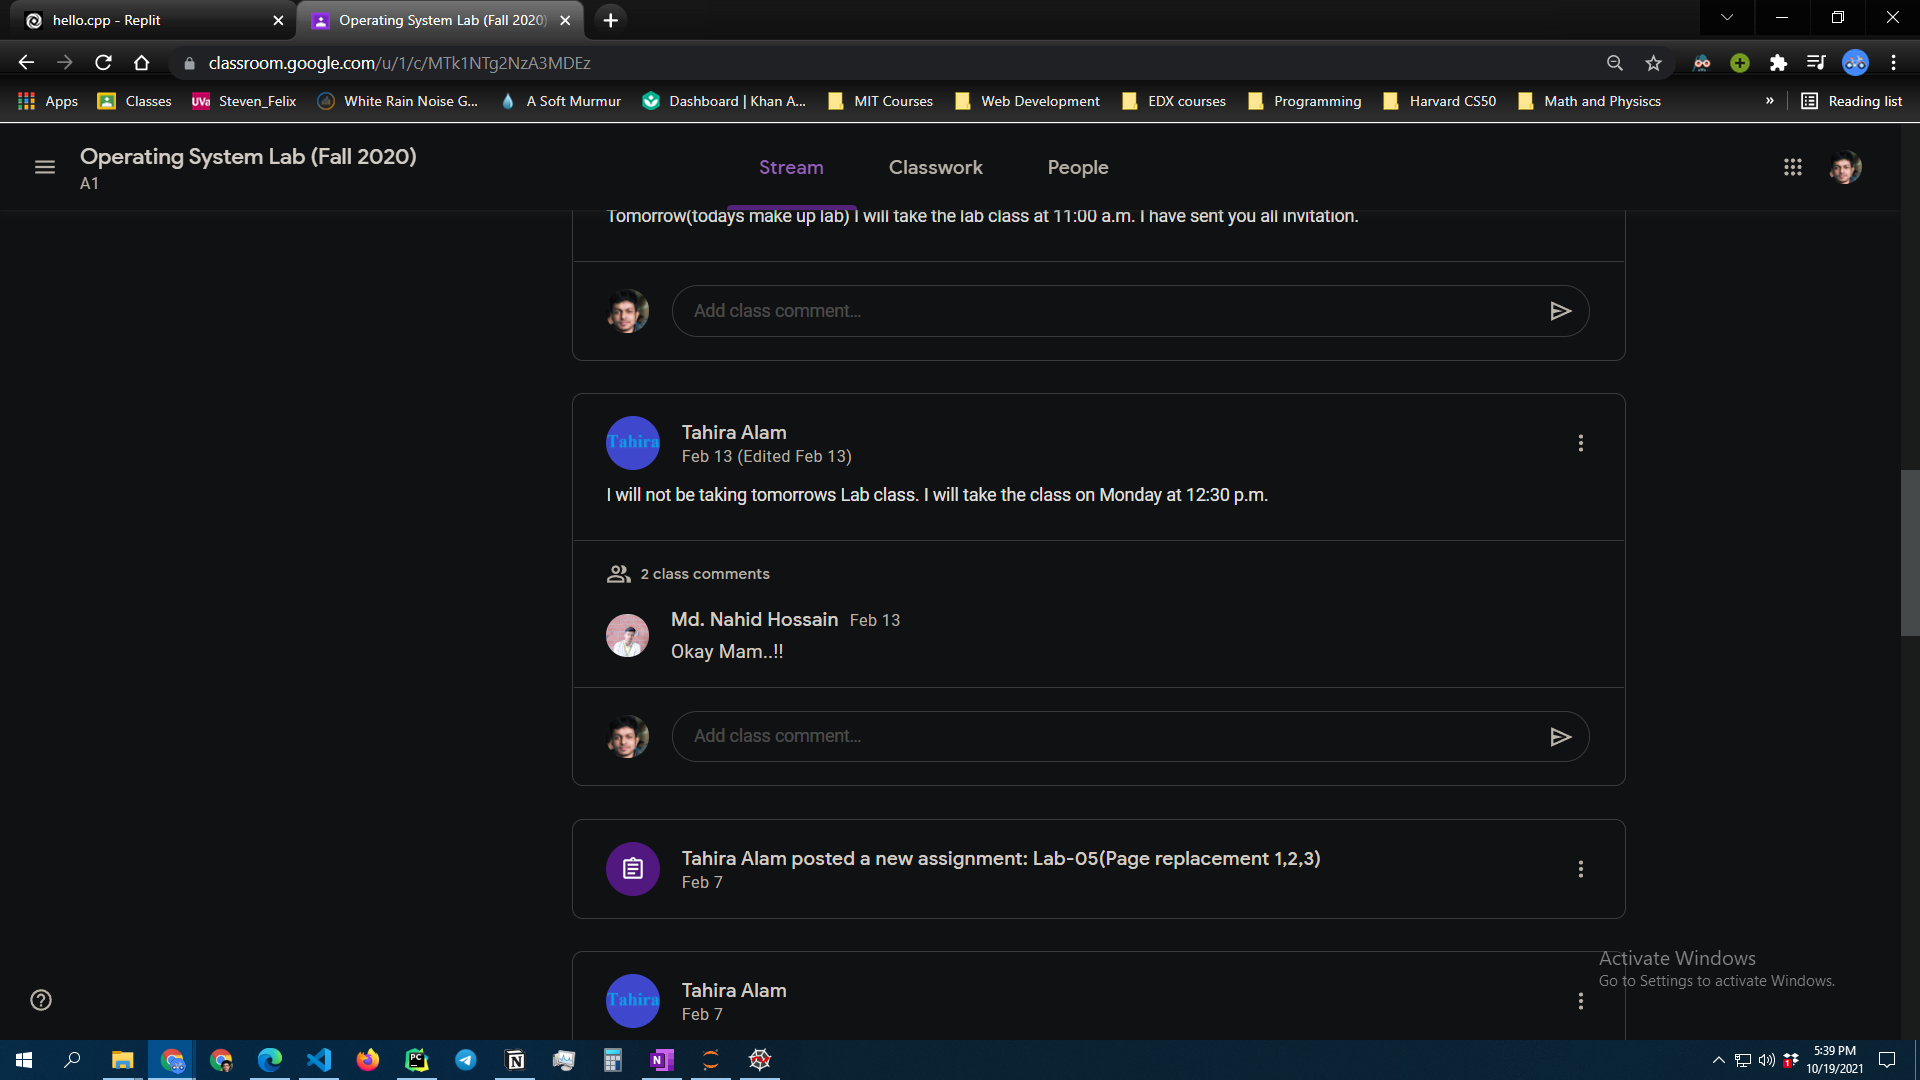 hello.cpp - Replit
Operating System Lab (Fall 2020)
classroom.google.com/u/1/c/MTk1NTg2NzA3MDEz
Apps
Classes
UVa Steven_Felix
White Rain Noise G...
A Soft Murmur
Dashboard | Khan A...
MIT Courses
Web Development
EDX courses
Programming
Harvard CS50
Math and Physiscs
»
Reading list
Operating System Lab (Fall 2020)
A1
Stream
Classwork
People
Tomorrow(todays make up lab) I will take the lab class at 11:00 a.m. I have sent you all invitation.
Add class comment...
Tahira
Tahira Alam
Feb 13 (Edited Feb 13)
I will not be taking tomorrows Lab class. I will take the class on Monday at 12:30 p.m.
2 class comments
Md. Nahid Hossain Feb 13
Okay Mam..!!
Add class comment...
Tahira Alam posted a new assignment: Lab-05(Page replacement 1,2,3)
Feb 7
Tahira
Tahira Alam
Feb 7
Activate Windows
Go to Settings to activate Windows.
PC
N
N
1
5:39 PM
10/19/2021